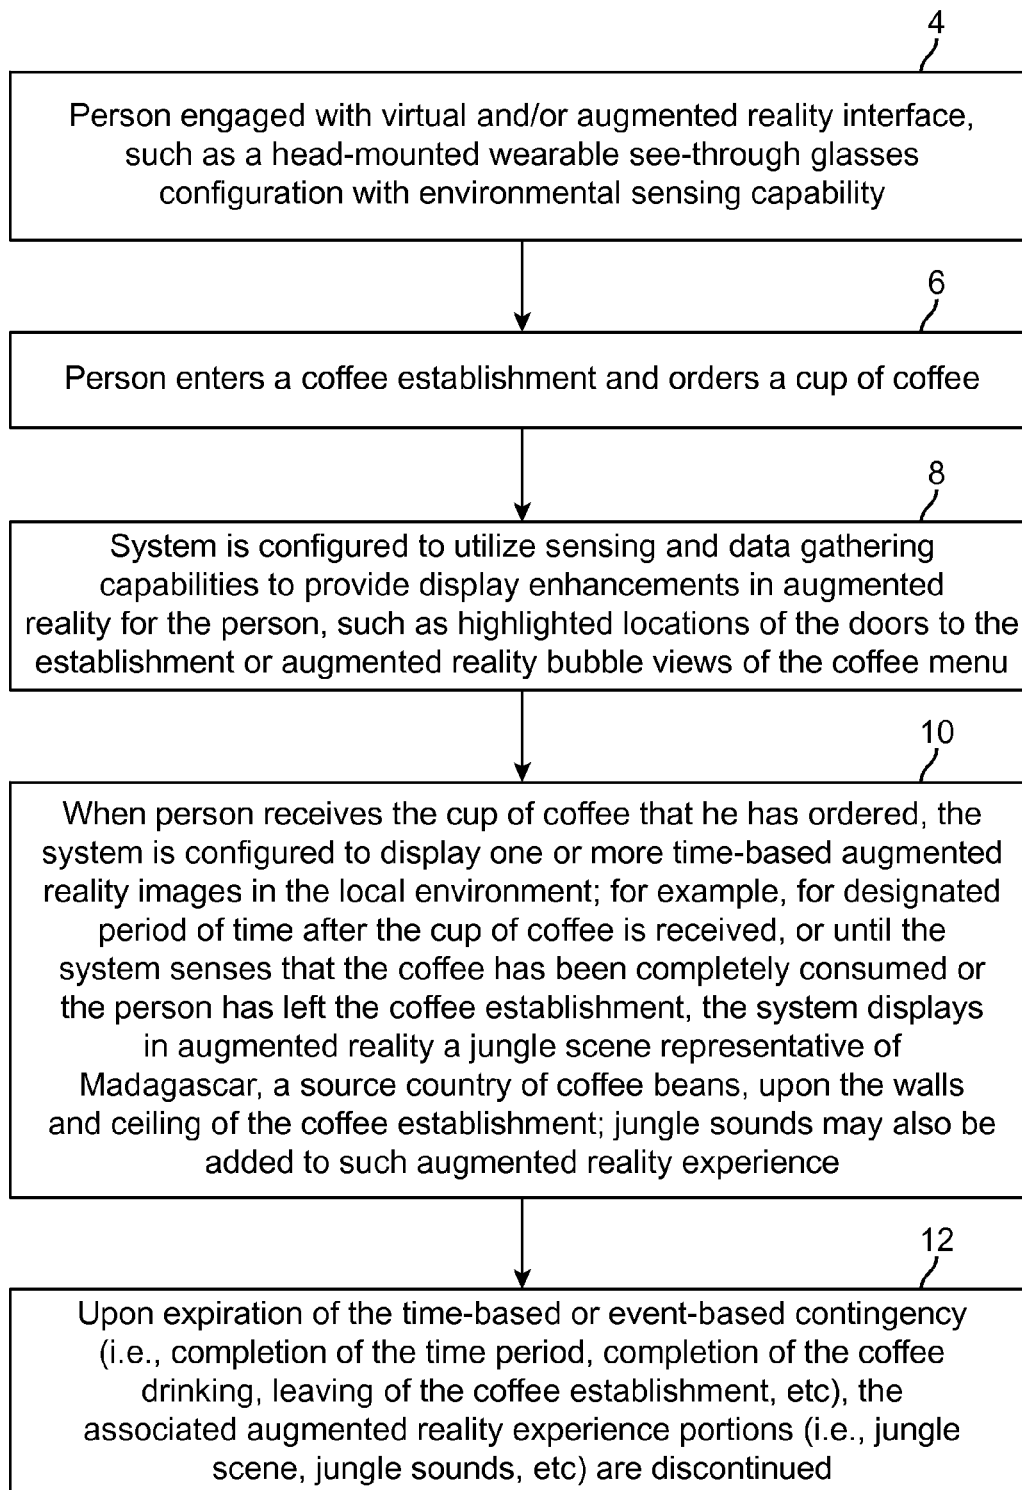 4
Person engaged with virtual and/or augmented reality interface,
such as a head-mounted wearable see-through glasses
configuration with environmental sensing capability
6
Person enters a coffee establishment and orders a cup of coffee
8
System is configured to utilize sensing and data gathering
capabilities to provide display enhancements in augmented
reality for the person, such as highlighted locations of the doors to the
establishment or augmented reality bubble views of the coffee menu
10
When person receives the cup of coffee that he has ordered, the
system is configured to display one or more time-based augmented
reality images in the local environment; for example, for designated
period of time after the cup of coffee is received, or until the
system senses that the coffee has been completely consumed or
the person has left the coffee establishment, the system displays
in augmented reality a jungle scene representative of
Madagascar, a source country of coffee beans, upon the walls
and ceiling of the coffee establishment; jungle sounds may also be
added to such augmented reality experience
12
Upon expiration of the time-based or event-based contingency
(i.e., completion of the time period, completion of the coffee
drinking, leaving of the coffee establishment, etc), the
associated augmented reality experience portions (i.e., jungle
scene, jungle sounds, etc) are discontinued